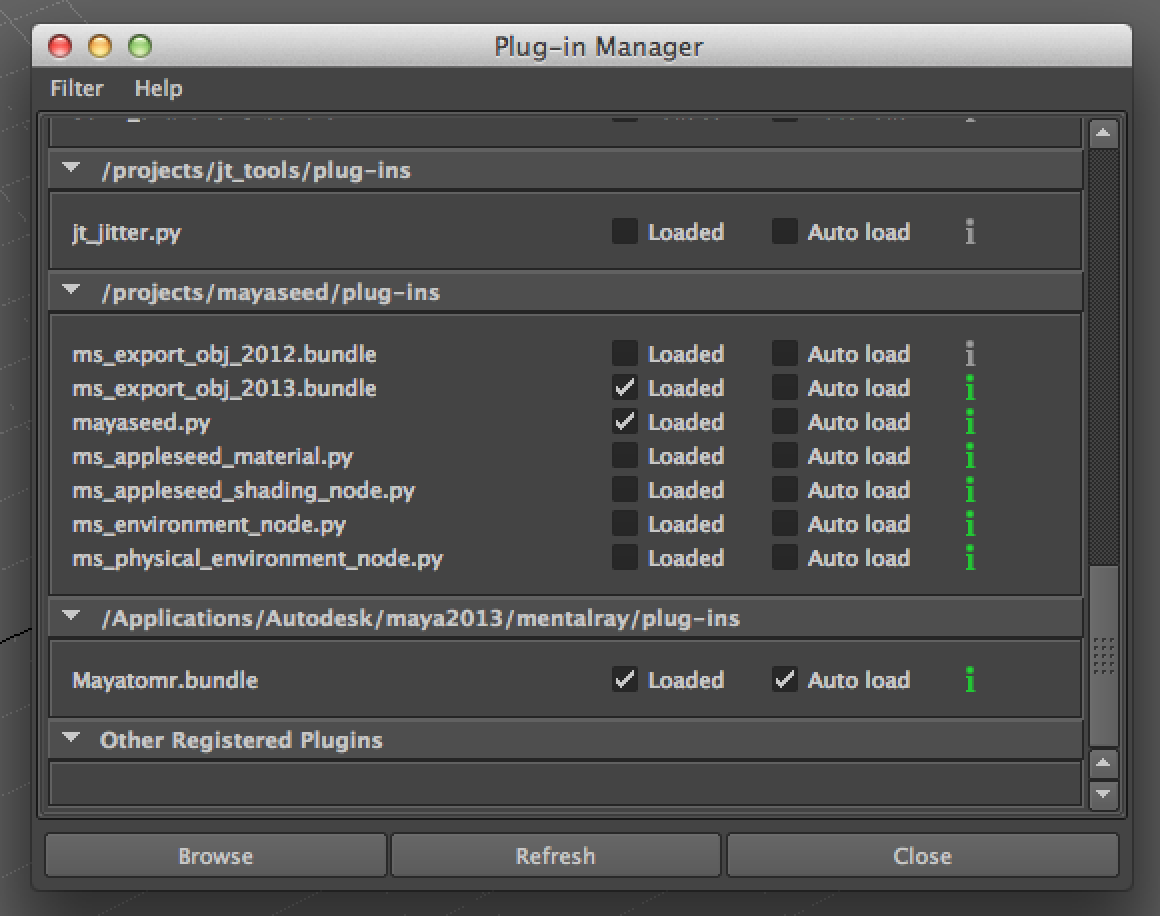 Plug-in Manager
Filter Help
/projects/jt_tools/plug-ins
jt_jitter.py Loaded Auto load i
/projects/mayaseed/plug-ins
ms_export_obj_2012.bundle Loaded Auto load i
ms_export_obj_2013.bundle Loaded Auto load i
mayaseed.py Loaded Auto load i
ms_appleseed_material.py Loaded Auto load i
ms_appleseed_shading_node.py Loaded Auto load i
ms_environment_node.py Loaded Auto load i
ms_physical_environment_node.py Loaded Auto load i
/Applications/Autodesk/maya2013/mentalray/plug-ins
Mayatomr.bundle Loaded Auto load i
Other Registered Plugins
Browse Refresh Close